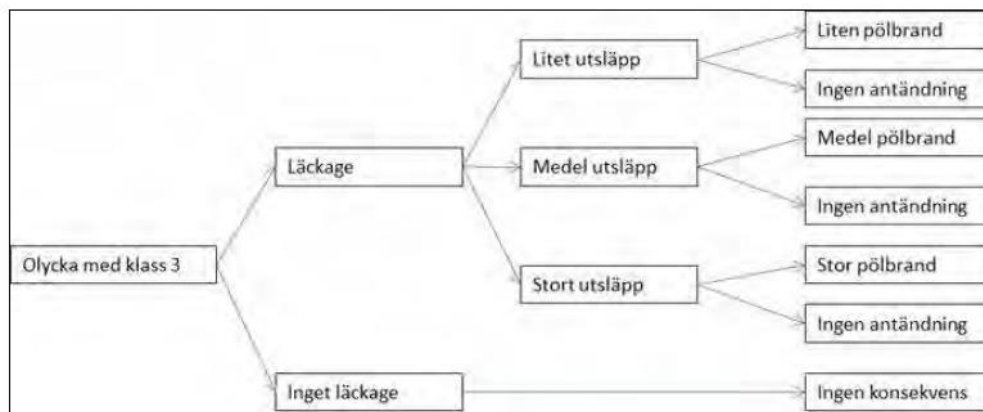 Liten pölbrand
Litet utsläpp
Ingen antändning
Medel pölbrand
Läckage
Medel utsläpp
Ingen antändning
Olycka med klass 3
Stor pölbrand
Stort utsläpp
Ingen antändning
Inget läckage
Ingen konsekvens